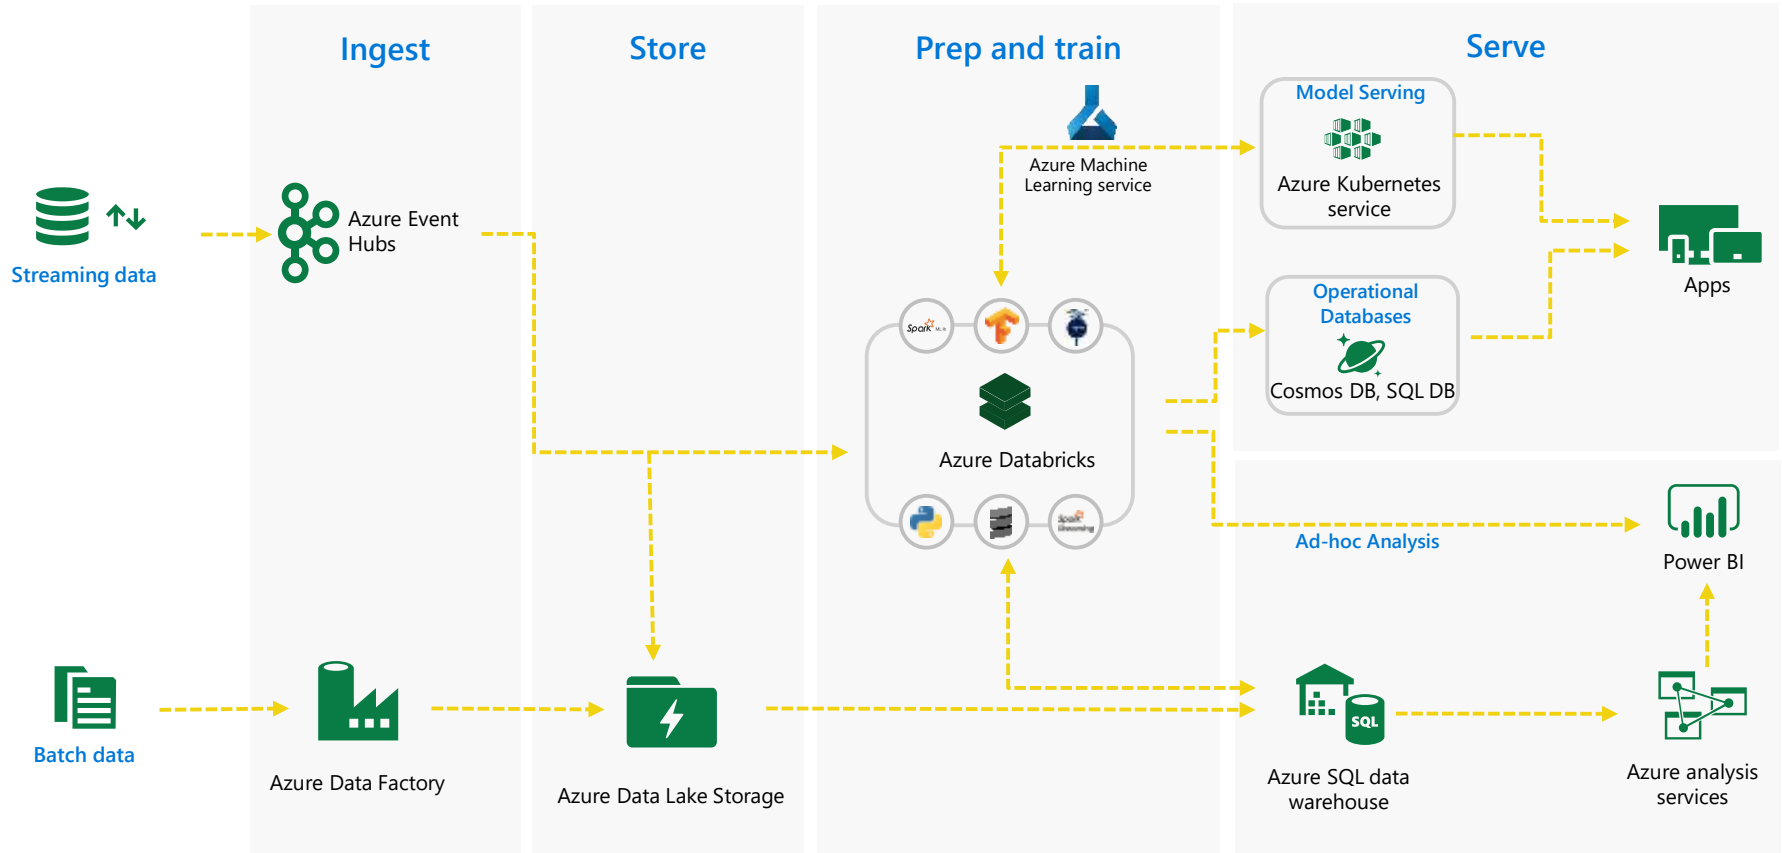 Ingest
Store
Prep and train
Serve
Model Serving
Azure Kubernetes
service
Azure Machine
Learning service
Azure Event
Hubs
Streaming data
Apps
Operational
Databases
Cosmos DB, SQL DB
Spark
Azure Databricks
Spark
Streaming
Ad-hoc Analysis
Power BI
SQL
Batch data
Azure Data Factory
Azure Data Lake Storage
Azure SQL data
warehouse
Azure analysis
services